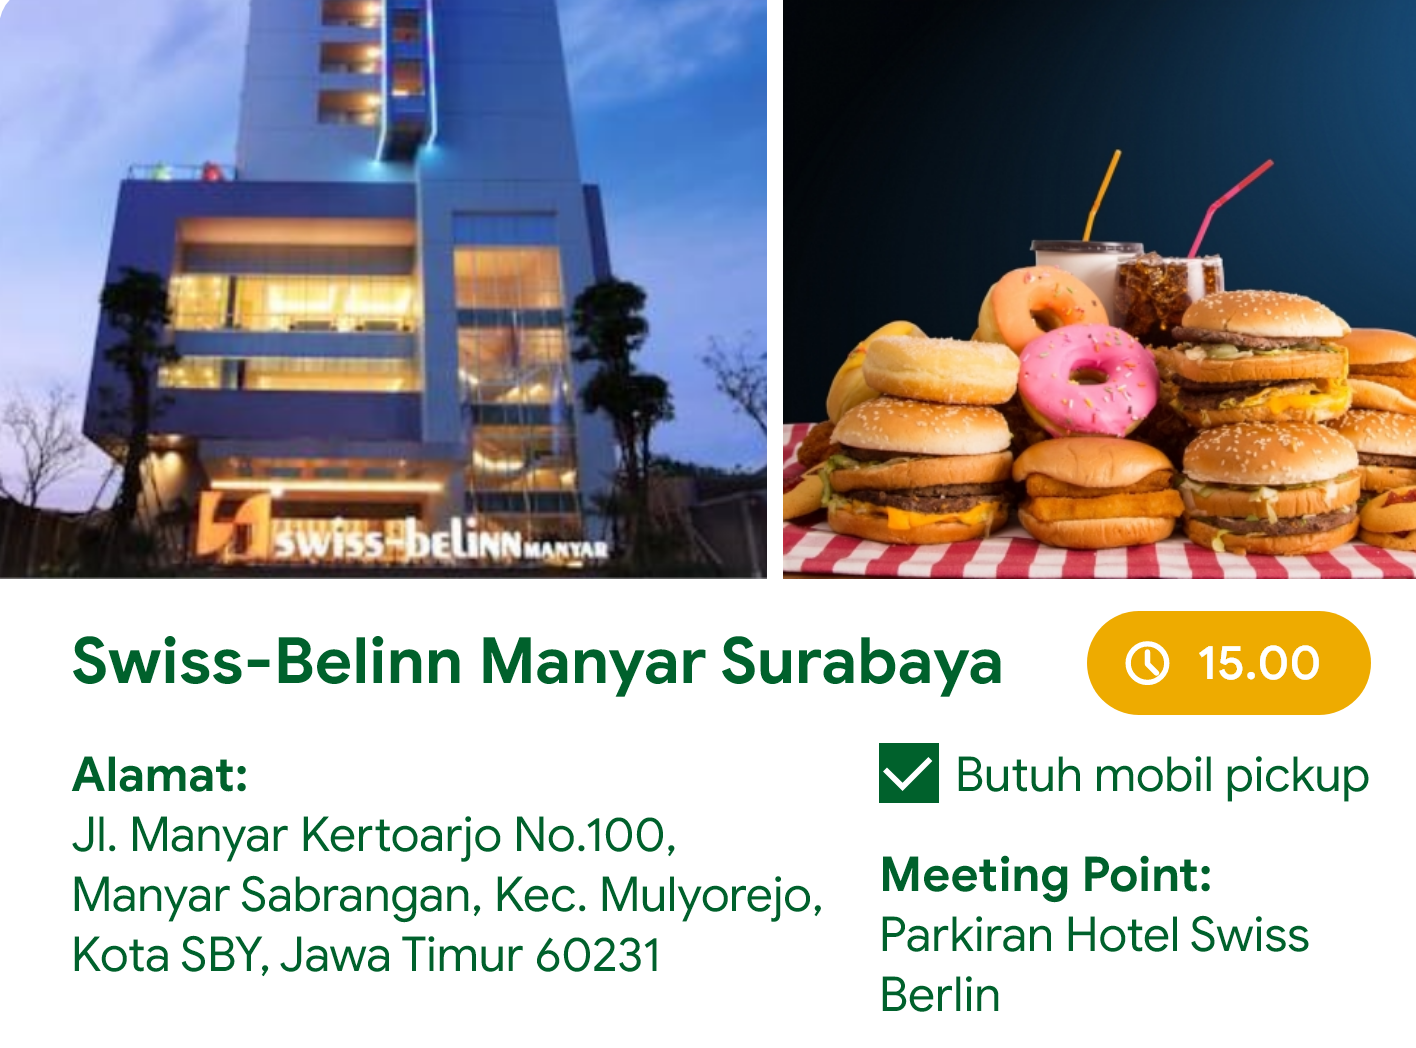 swiss-belinn MANYAR
Swiss-Belinn Manyar Surabaya
15.00
Alamat:
Jl. Manyar Kertoarjo No.100,
Manyar Sabrangan, Kec. Mulyorejo,
Kota SBY, Jawa Timur 60231
Butuh mobil pickup
Meeting Point:
Parkiran Hotel Swiss
Berlin